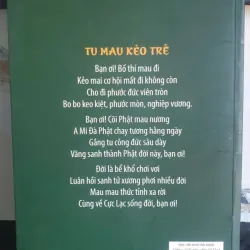 TU MAU KẺO TRỄ
Bạn ơi! Bố thí mau đi
Kẻo mai cơ hội mất đi không còn
Cho đi phước đức viên tròn
Bo bo keo kiệt, phước mòn, nghiệp vương.
Bạn ơi! Cõi Phật mau nương
A Mi Đà Phật chay tương hàng ngày
Gắng tu công đức sâu dày
Vãng sanh thành Phật đời này, bạn ơi!
Đời là bể khổ chơi vơi
Luân hồi sanh tử xương phơi nhiều đời
Mau mau thức tỉnh xa rời
Cùng về Cực Lạc sống đời, bạn ơi!